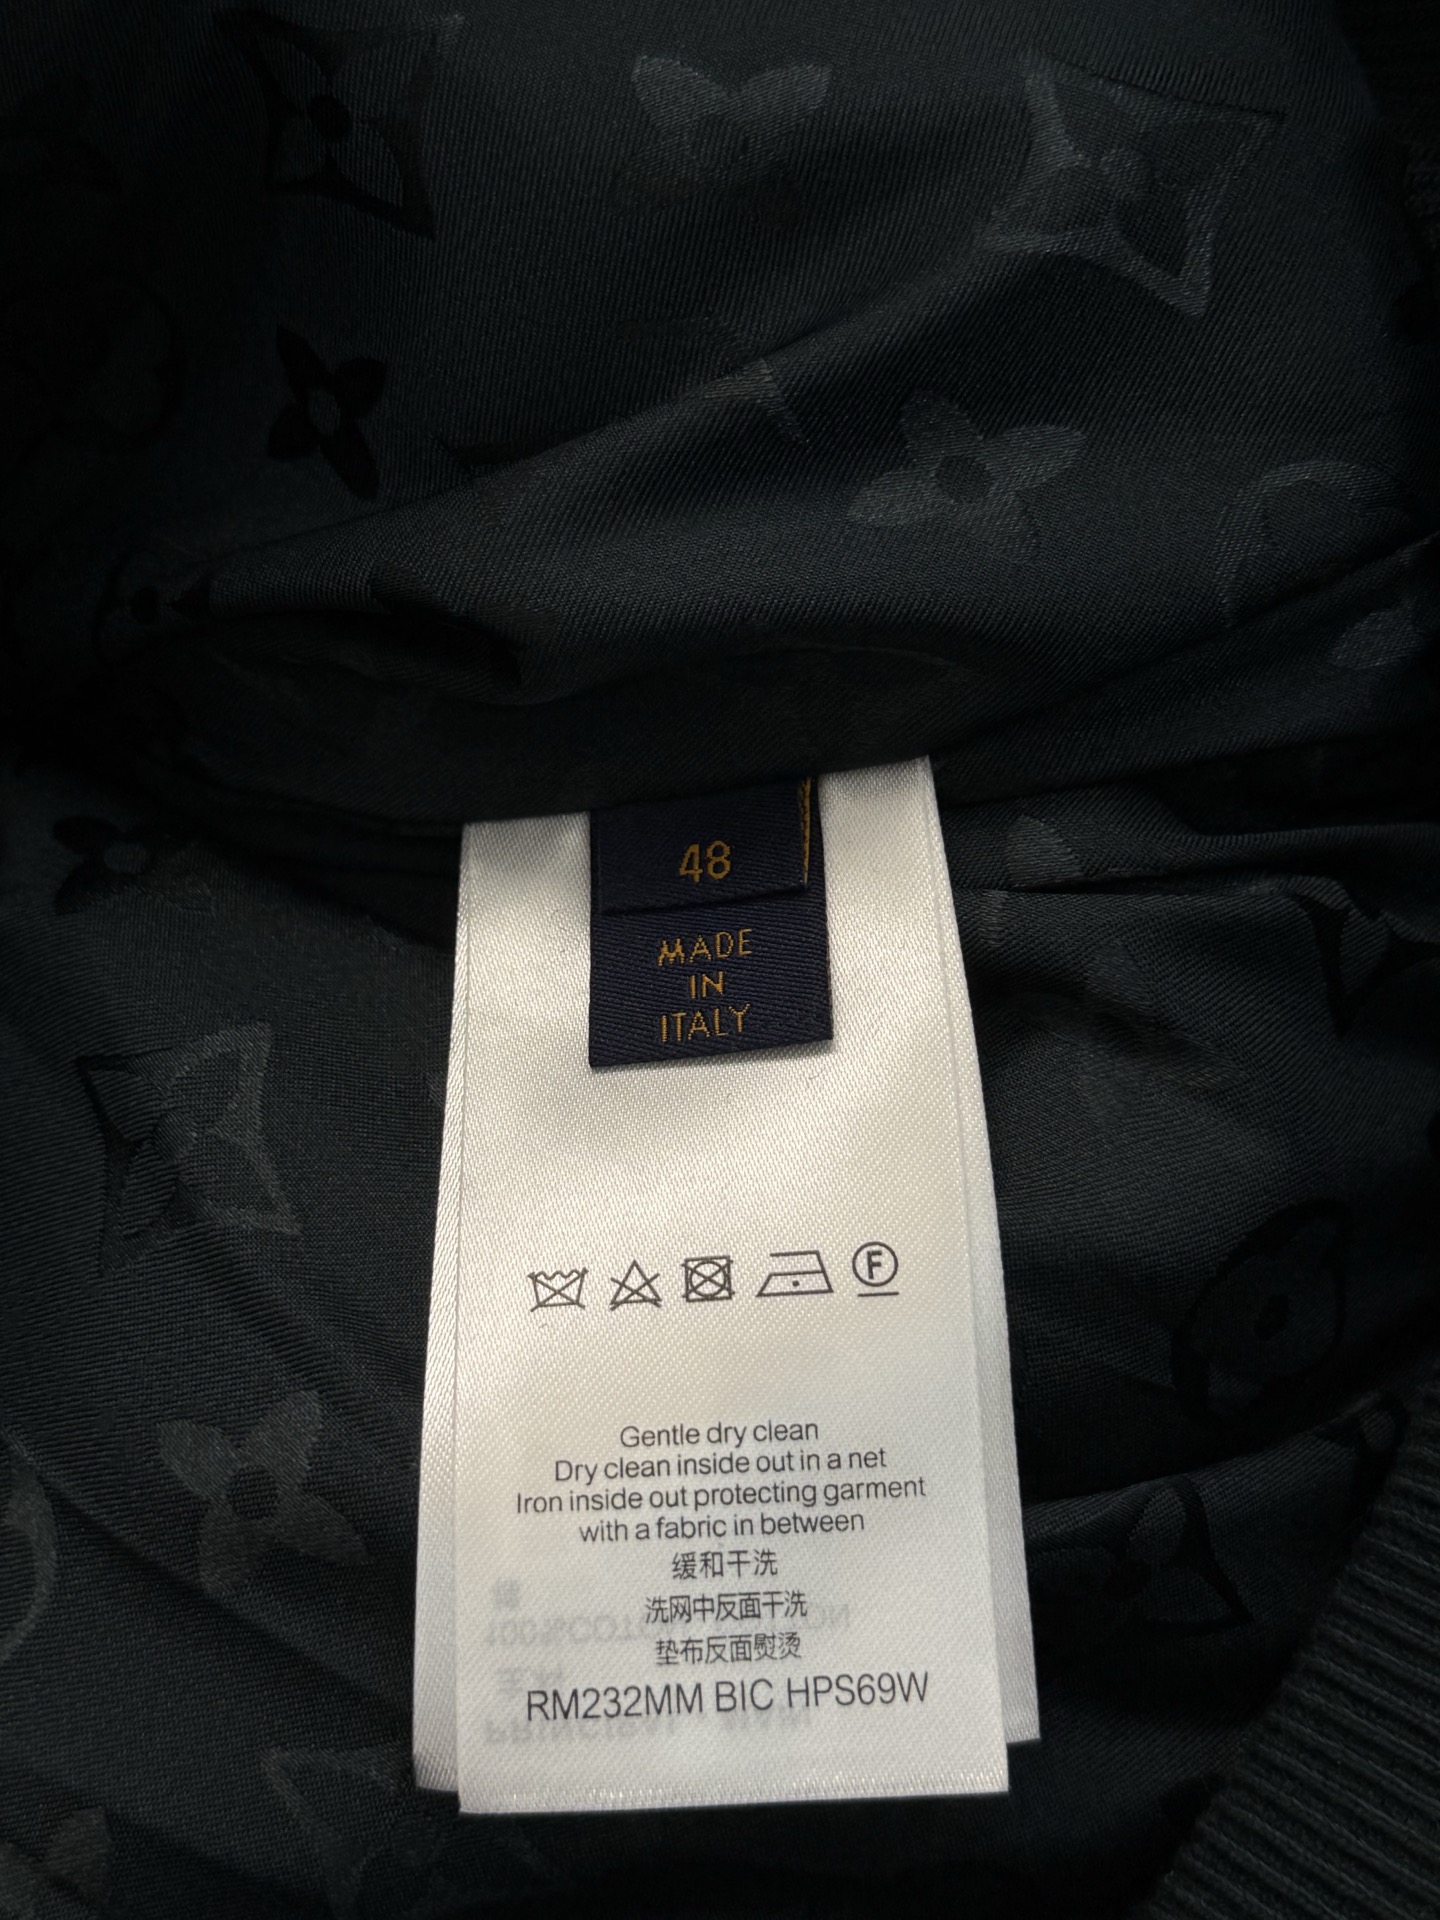 48
MADE
IN
ITALY
F
Gentle dry clean
Dry clean inside out in a net
Iron inside out protecting garment
with a fabric in between
缓和干洗
洗网中反面干洗
垫布反面熨烫
RM232MM BIC HPS69W